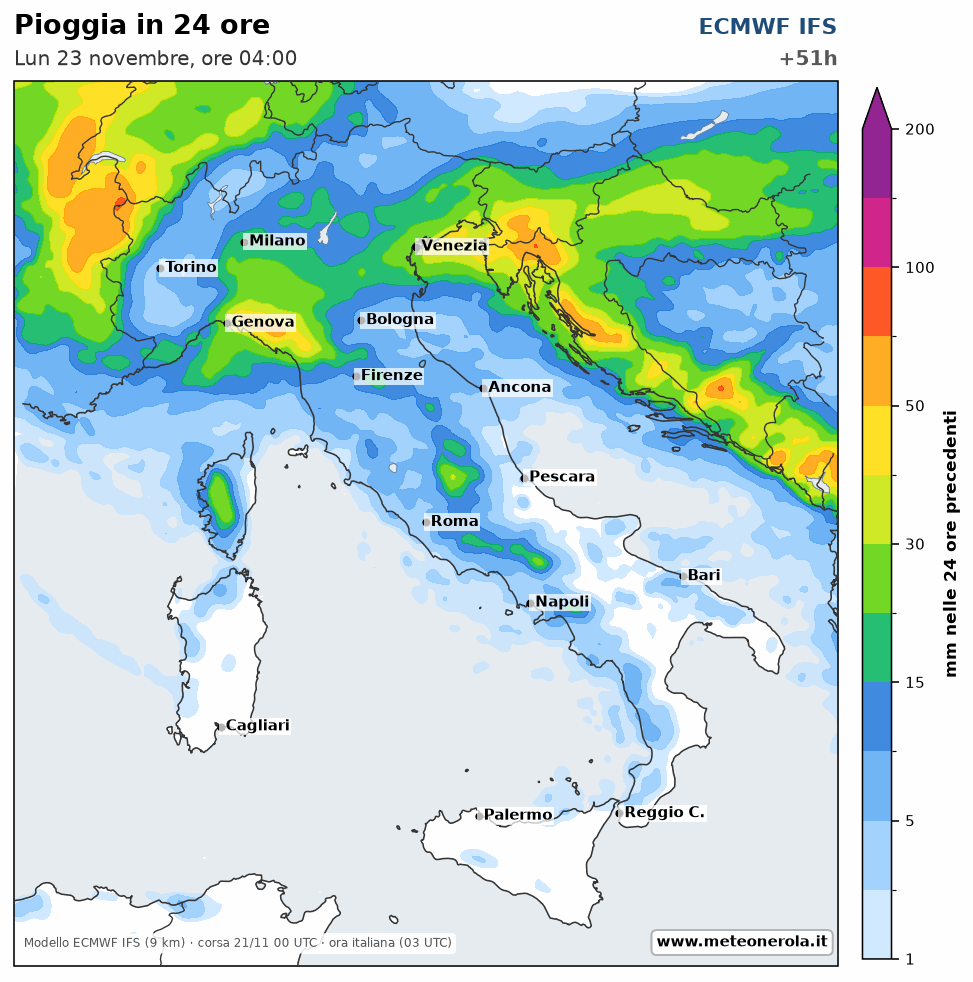 Pioggia in 24 ore
ECMWF IFS
Lun 23 novembre, ore 04:00
+51h
200
100
50
30
15
5
1
mm nelle 24 ore precedenti
Milano
Venezia
Torino
Genova
Bologna
Firenze
Ancona
Pescara
Roma
Bari
Napoli
Cagliari
Palermo
Reggio C.
Modello ECMWF IFS (9 km) · corsa 21/11 00 UTC · ora italiana (03 UTC)
www.meteonerola.it